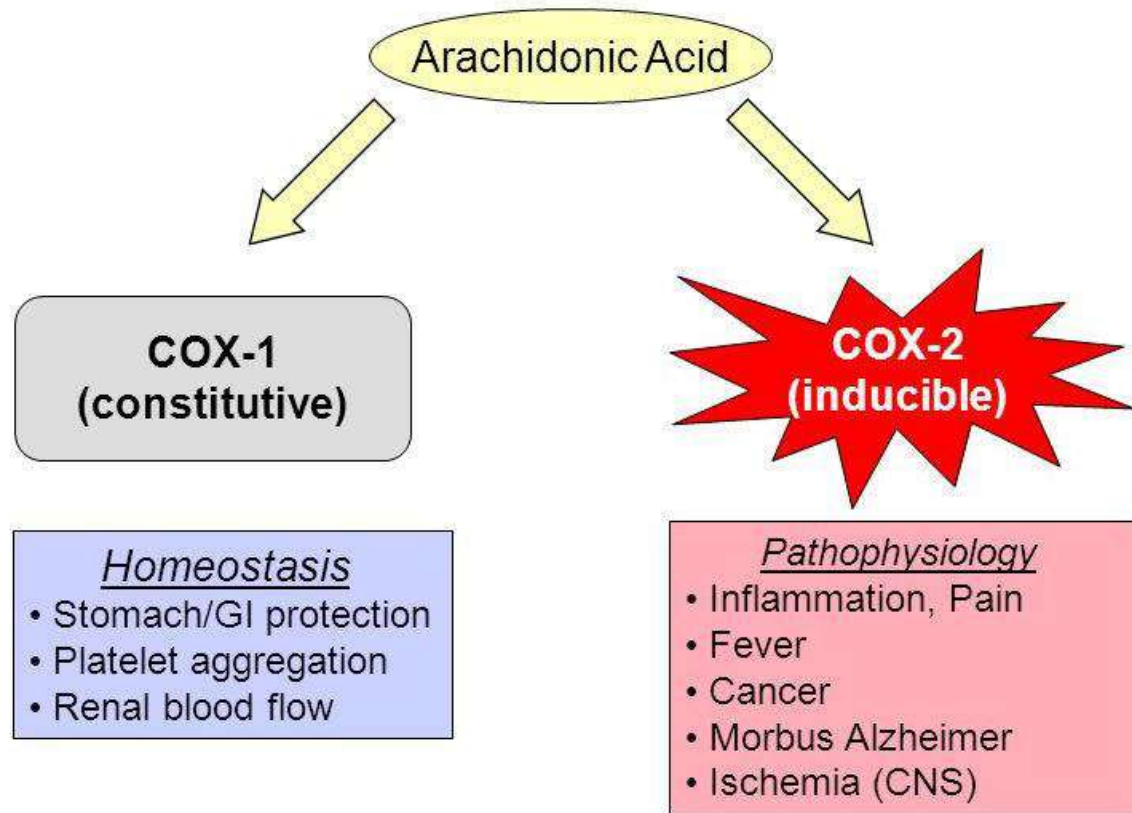 Arachidonic Acid
COX-1
(constitutive)
COX-2
(inducible)
Homeostasis
• Stomach/GI protection
• Platelet aggregation
• Renal blood flow
Pathophysiology
• Inflammation, Pain
• Fever
• Cancer
• Morbus Alzheimer
• Ischemia (CNS)